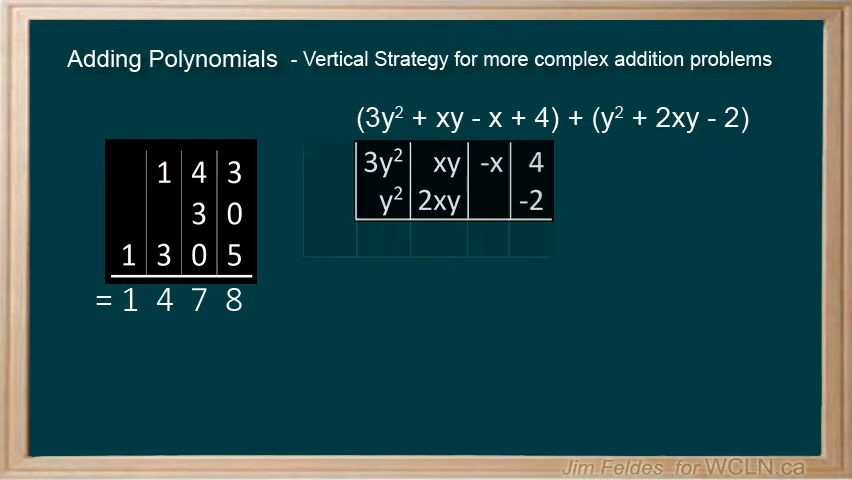 Adding Polynomials - Vertical Strategy for more complex addition problems
(3y² + xy - x + 4) + (y² + 2xy - 2)
1 4 3
3 0
1 3 0 5
= 1 4 7 8
3y² xy -x 4
y² 2xy -2
Jim Feldes for WCLN.ca